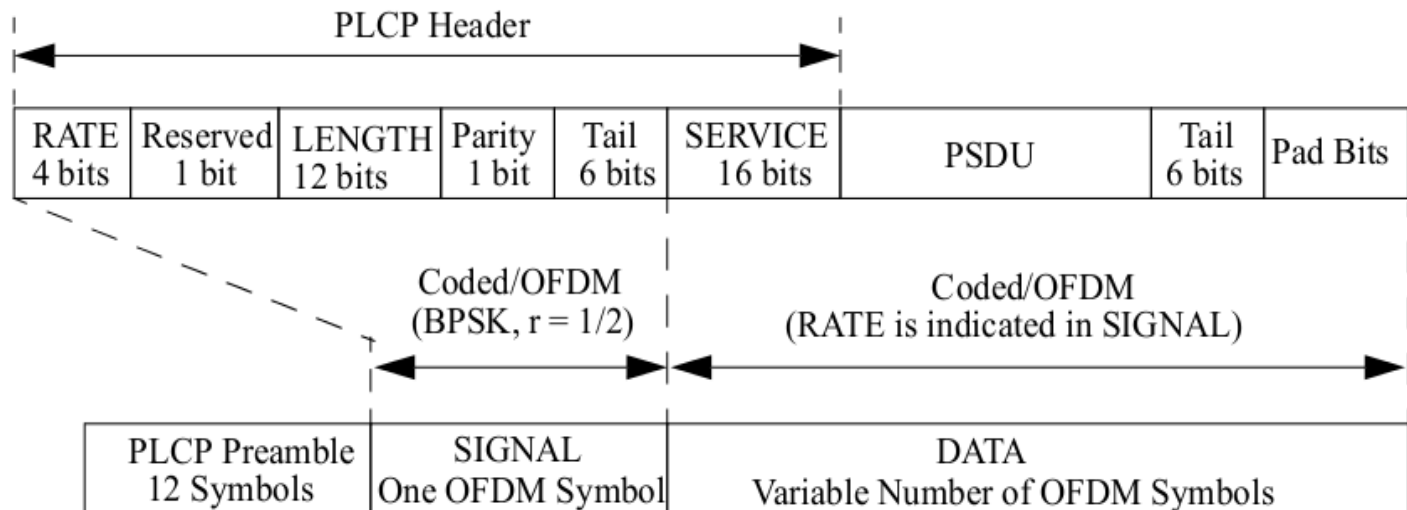 PLCP Header
RATE Reserved LENGTH Parity Tail SERVICE PSDU Tail Pad Bits
4 bits 1 bit 12 bits 1 bit 6 bits 16 bits 6 bits
Coded/OFDM
(BPSK, r = 1/2)
Coded/OFDM
(RATE is indicated in SIGNAL)
PLCP Preamble
12 Symbols
SIGNAL
One OFDM Symbol
DATA
Variable Number of OFDM Symbols